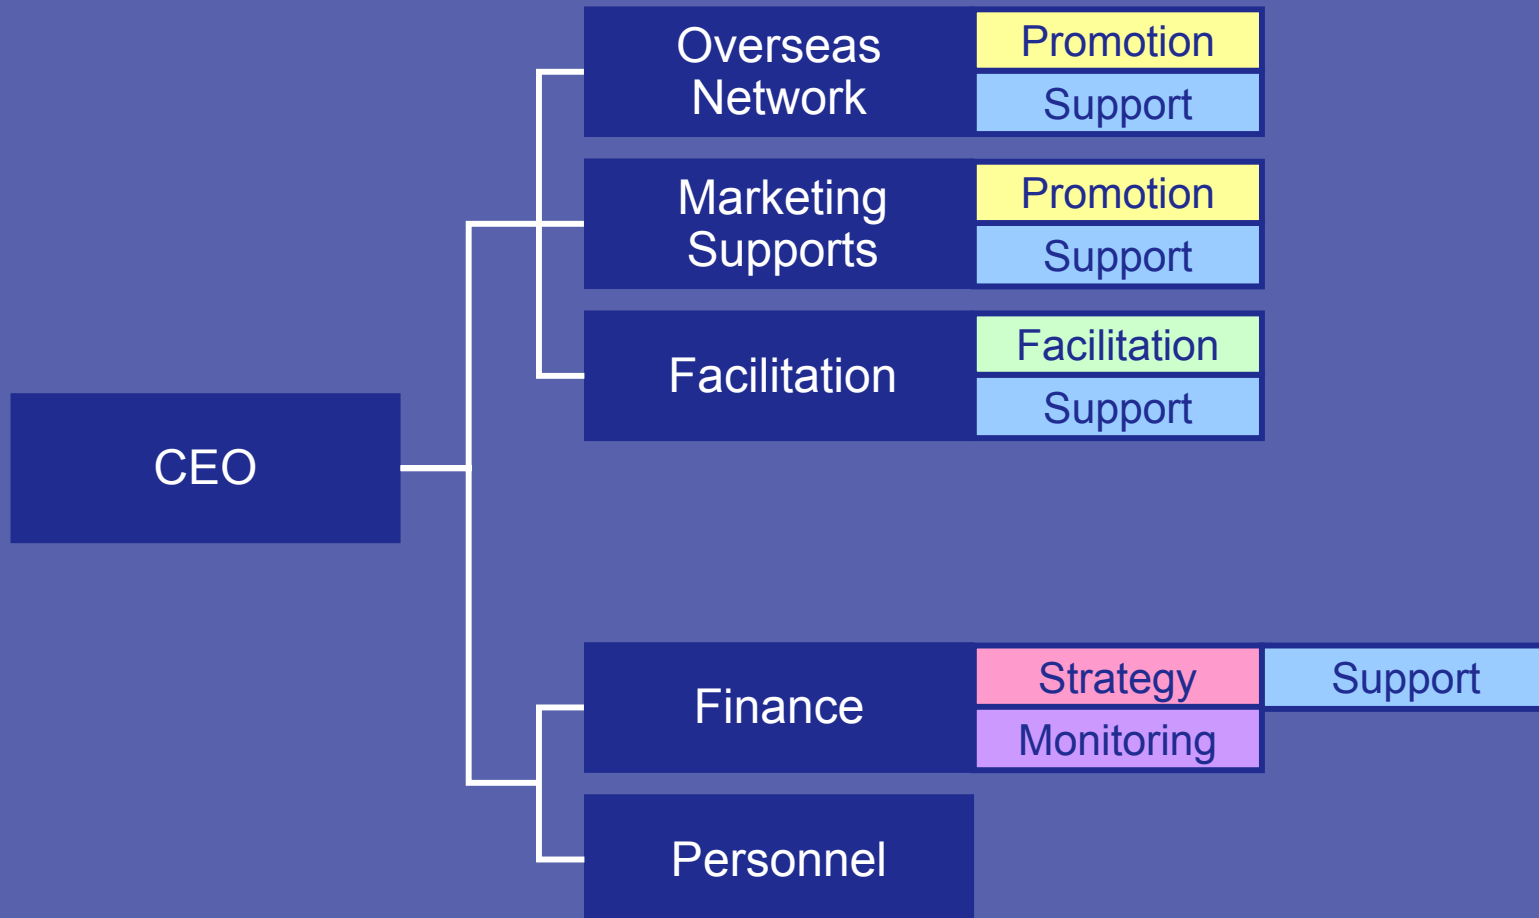 Overseas
Network
Promotion
Support
Marketing
Supports
Promotion
Support
Facilitation
Facilitation
Support
CEO
Finance
Strategy
Support
Monitoring
Personnel